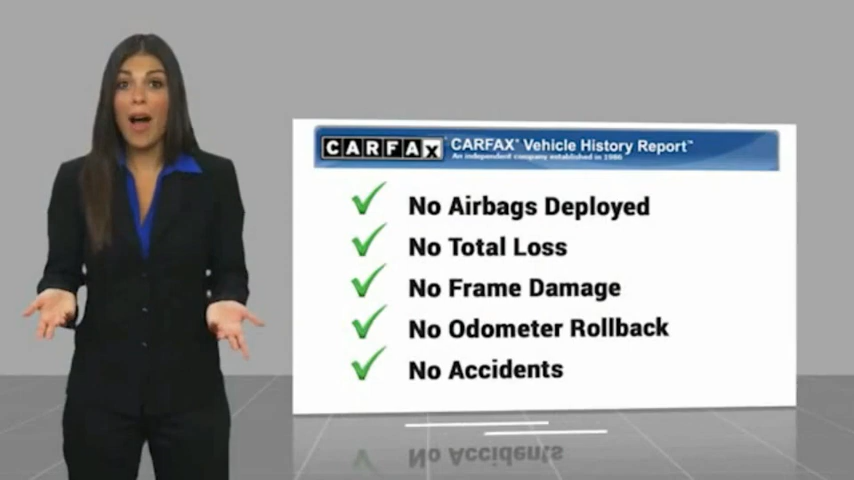 CARFAX CARFAX® Vehicle History Report™
An independent company established in 1986
No Airbags Deployed
No Total Loss
No Frame Damage
No Odometer Rollback
No Accidents
No Accidents